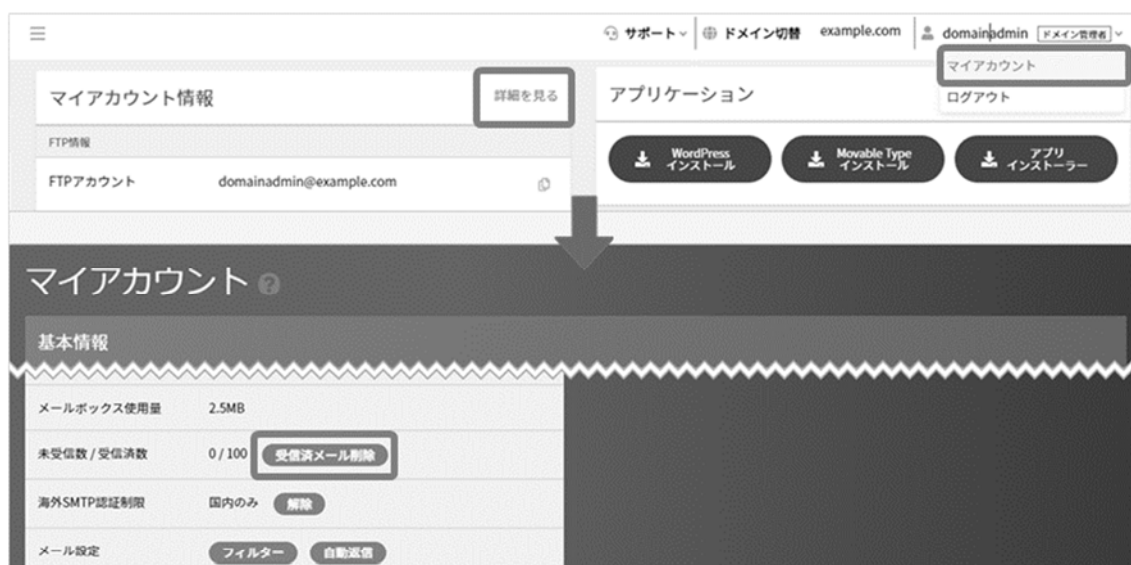 サポート ドメイン切替 example.com domainadmin ドメイン管理者
マイアカウント
ログアウト
マイアカウント情報 詳細を見る
FTP情報
FTPアカウント domainadmin@example.com
アプリケーション
WordPress
インストール
Movable Type
インストール
アプリ
インストーラー
マイアカウント ?
基本情報
メールボックス使用量 2.5MB
未受信数 / 受信済数 0 / 100 受信済メール削除
海外SMTP認証制限 国内のみ 解除
メール設定 フィルター 自動返信